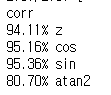 corr
94.11% z
95.16% cos
95.36% sin
80.70% atan2